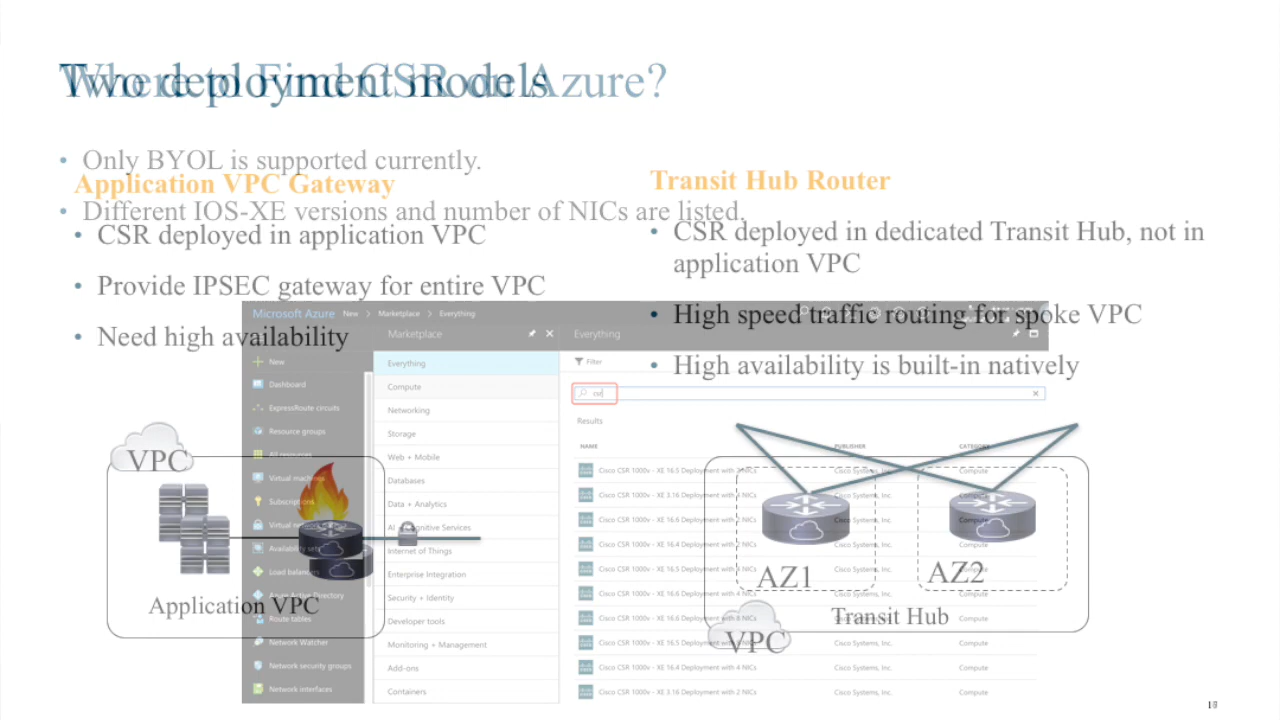 Two deployment models
Where to Find CSR on Azure?
Only BYOL is supported currently.
Different IOS-XE versions and number of NICs are listed.
Application VPC Gateway
CSR deployed in application VPC
Provide IPSEC gateway for entire VPC
Need high availability
Transit Hub Router
CSR deployed in dedicated Transit Hub, not in
application VPC
High speed traffic routing for spoke VPC
High availability is built-in natively
Microsoft Azure New > Marketplace > Everything
New
Dashboard
ExpressRoute circuits
Resource groups
All resources
Virtual machines
Subscriptions
Availability sets
Load balancers
Azure Active Directory
Route tables
Network Watcher
Network security groups
Network interfaces
Marketplace
Everything
Compute
Networking
Storage
Web + Mobile
Databases
Data + Analytics
AI + Cognitive Services
Internet of Things
Enterprise Integration
Security + Identity
Developer tools
Monitoring + Management
Add-ons
Containers
Everything
Filter
csr
Results
NAME PUBLISHER CATEGORY
Cisco CSR 1000v - XE 16.5 Deployment with NICs Cisco Systems, Inc. Compute
Cisco CSR 1000v - XE 3.16 Deployment with 4 NICs Cisco Systems, Inc. Compute
Cisco CSR 1000v - XE 16.6 Deployment with 2 NICs Cisco Systems, Inc. Compute
Cisco CSR 1000v - XE 16.4 Deployment with 2 NICs Cisco Systems, Inc. Compute
Cisco CSR 1000v - XE 16.5 Deployment with NICs Cisco Systems, Inc. Compute
Cisco CSR 1000v - XE 16.6 Deployment with 4 NICs Cisco Systems, Inc. Compute
Cisco CSR 1000v - XE 16.6 Deployment with 8 NICs Cisco Systems, Inc. Compute
Cisco CSR 1000v - XE 16.5 Deployment with NICs Cisco Systems, Inc. Compute
Cisco CSR 1000v - XE 16.4 Deployment with 4 NICs Cisco Systems, Inc. Compute
Cisco CSR 1000v - XE 3.16 Deployment with 2 NICs Cisco Systems, Inc. Compute
VPC
Application VPC
AZ1
AZ2
Transit Hub
VPC